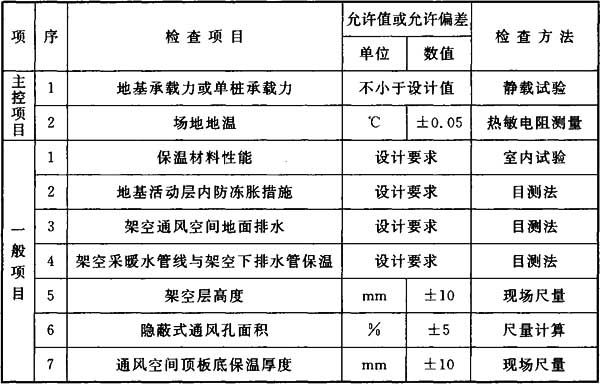 项 序 检查项目 允许值或允许偏差 检查方法
单位 数值
主控项目
1 地基承载力或单桩承载力 不小于设计值 静载试验
2 场地地温 ℃ ±0.05 热敏电阻测量
一般项目
1 保温材料性能 设计要求 室内试验
2 地基活动层内防冻胀措施 设计要求 目测法
3 架空通风空间地面排水 设计要求 目测法
4 架空采暖水管线与架空下排水管保温 设计要求 目测法
5 架空层高度 mm ±10 现场尺量
6 隐蔽式通风孔面积 % ±5 尺量计算
7 通风空间顶板底保温厚度 mm ±10 现场尺量